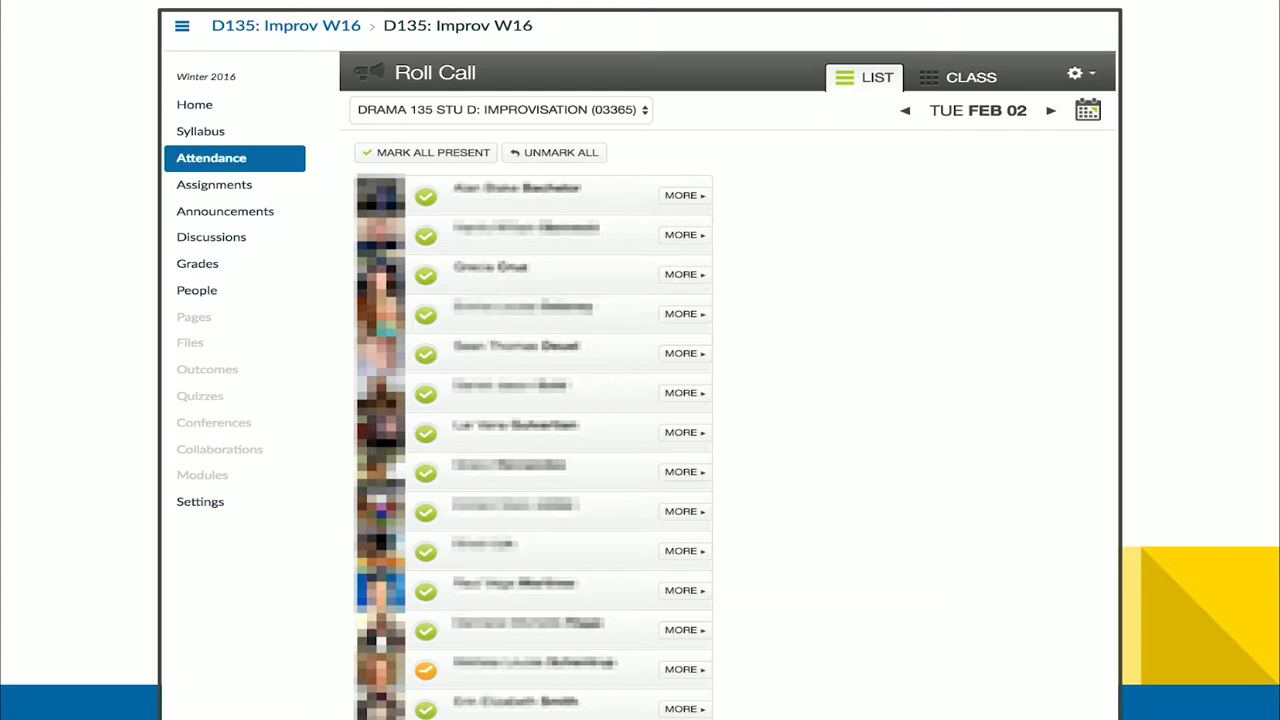 D135: Improv W16 > D135: Improv W16
Winter 2016
Home
Syllabus
Attendance
Assignments
Announcements
Discussions
Grades
People
Pages
Files
Outcomes
Quizzes
Conferences
Collaborations
Modules
Settings
Roll Call
LIST
CLASS
DRAMA 135 STU D: IMPROVISATION (03365)
TUE FEB 02
MARK ALL PRESENT
UNMARK ALL
MORE
MORE
MORE
MORE
MORE
MORE
MORE
MORE
MORE
MORE
MORE
MORE
MORE
MORE